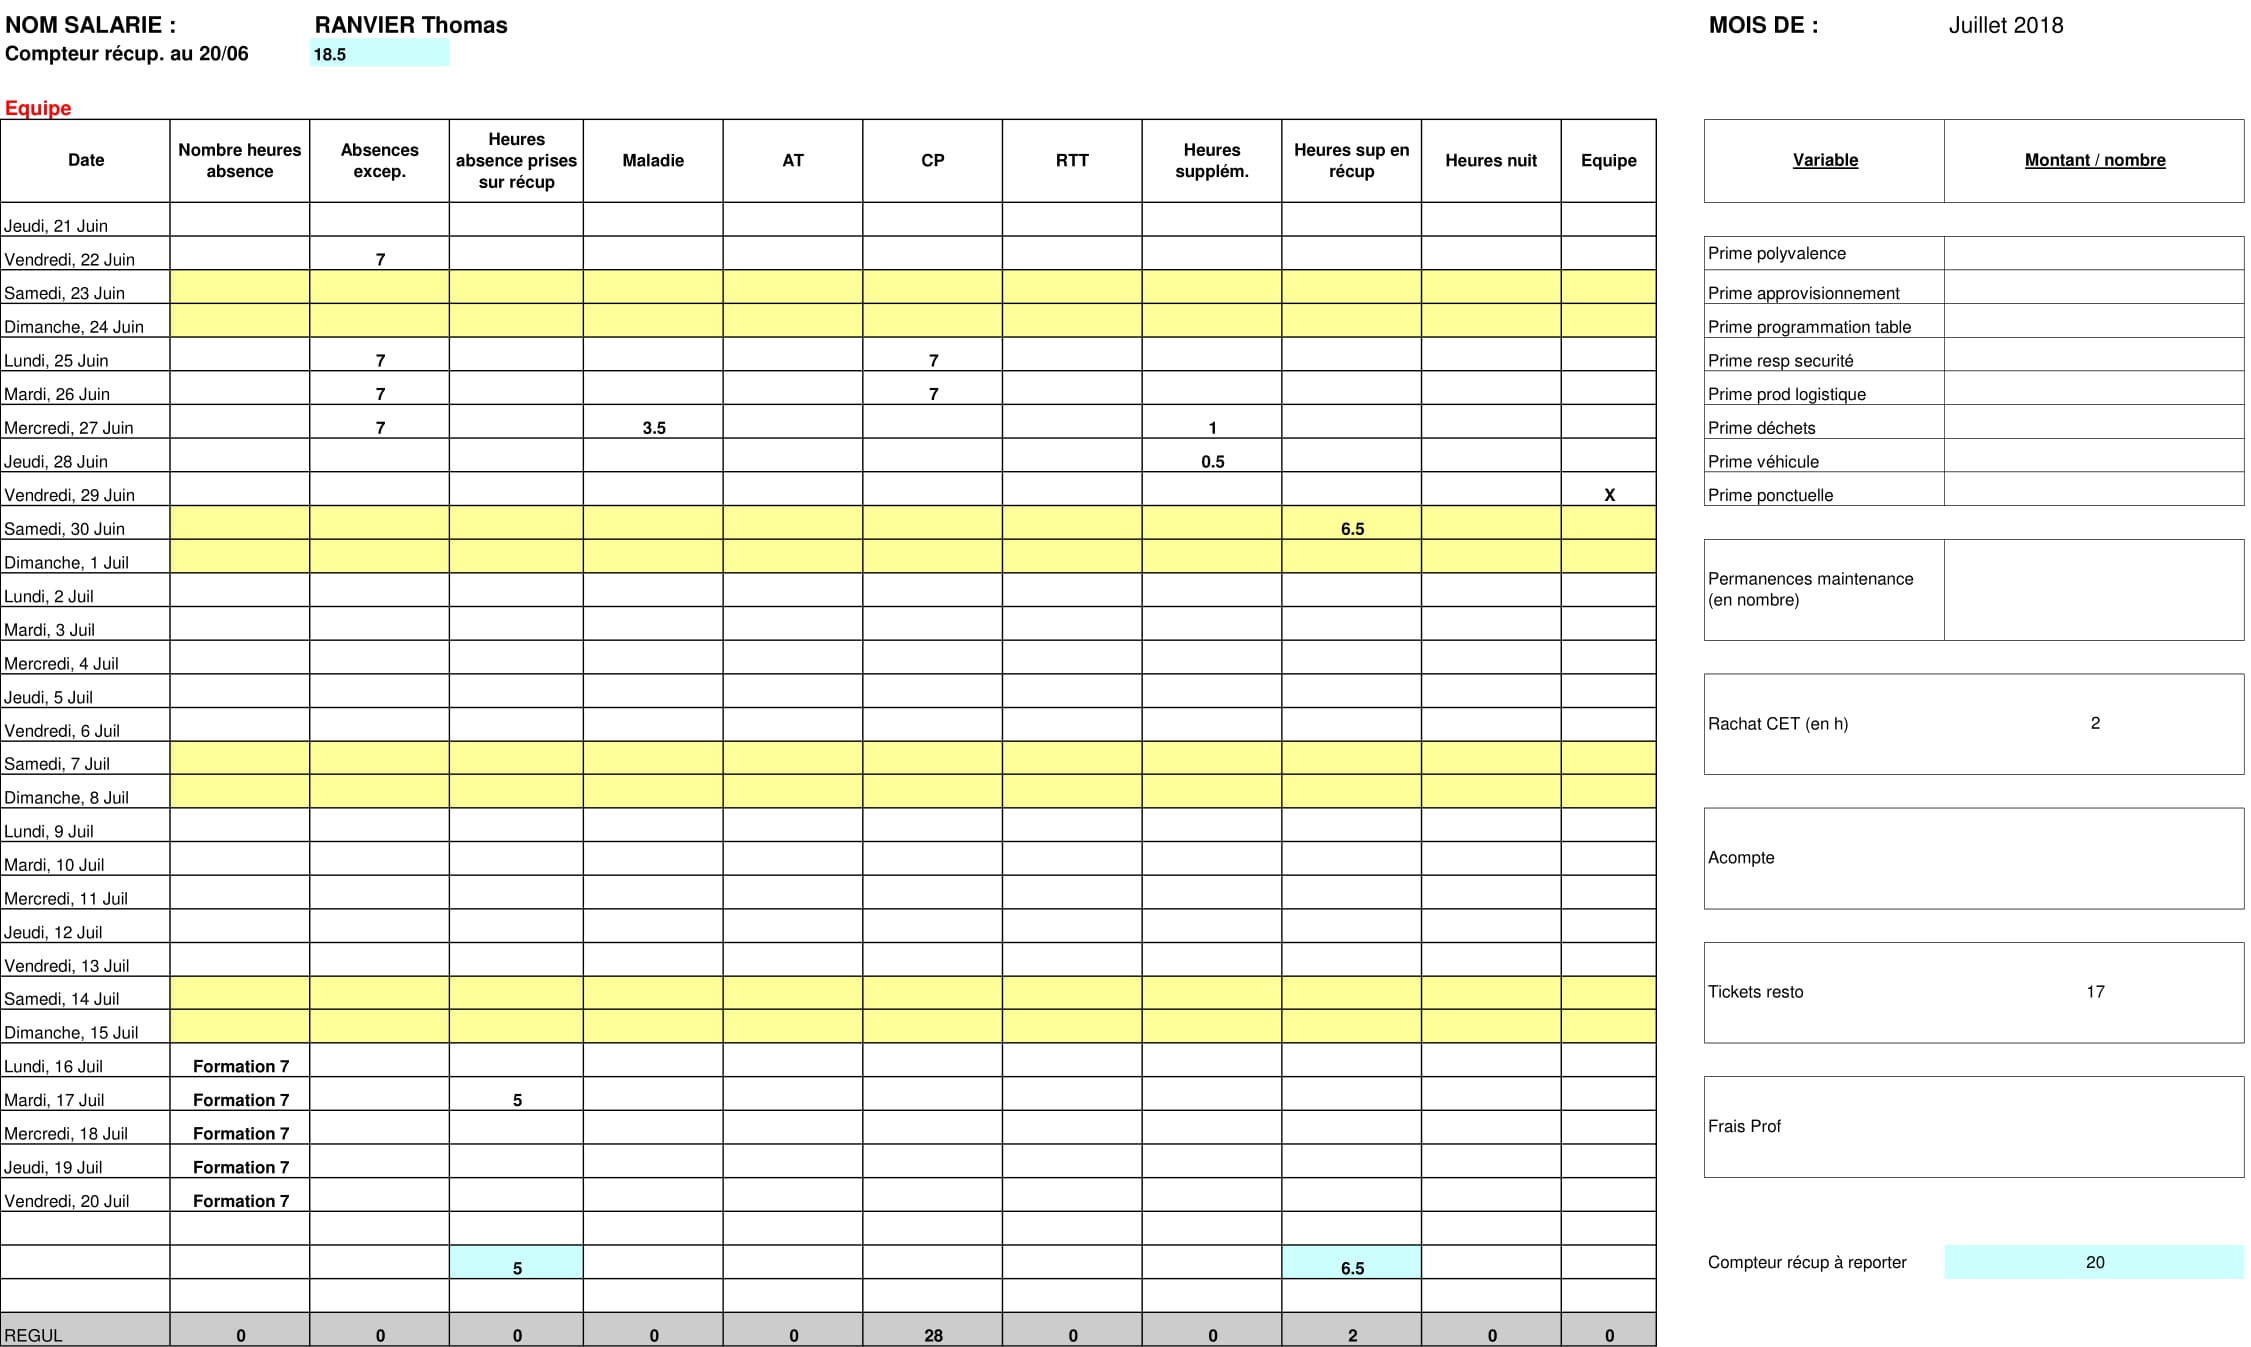 NOM SALARIE : RANVIER Thomas MOIS DE : Juillet 2018
Compteur récup. au 20/06 18.5
Equipe
Date Nombre heures absence Absences excep. Heures absence prises sur récup Maladie AT CP RTT Heures supplém. Heures sup en récup Heures nuit Equipe Variable Montant / nombre
Jeudi, 21 Juin
Vendredi, 22 Juin 7 Prime polyvalence
Samedi, 23 Juin Prime approvisionnement
Dimanche, 24 Juin Prime programmation table
Lundi, 25 Juin 7 7 Prime resp securité
Mardi, 26 Juin 7 7 Prime prod logistique
Mercredi, 27 Juin 7 3.5 1 Prime déchets
Jeudi, 28 Juin 0.5 Prime véhicule
Vendredi, 29 Juin X Prime ponctuelle
Samedi, 30 Juin 6.5
Dimanche, 1 Juil
Lundi, 2 Juil Permanences maintenance (en nombre)
Mardi, 3 Juil
Mercredi, 4 Juil
Jeudi, 5 Juil
Vendredi, 6 Juil Rachat CET (en h) 2
Samedi, 7 Juil
Dimanche, 8 Juil
Lundi, 9 Juil
Mardi, 10 Juil Acompte
Mercredi, 11 Juil
Jeudi, 12 Juil
Vendredi, 13 Juil
Samedi, 14 Juil Tickets resto 17
Dimanche, 15 Juil
Lundi, 16 Juil Formation 7
Mardi, 17 Juil Formation 7 5
Mercredi, 18 Juil Formation 7 Frais Prof
Jeudi, 19 Juil Formation 7
Vendredi, 20 Juil Formation 7
5 6.5 Compteur récup à reporter 20
REGUL 0 0 0 0 0 28 0 0 2 0 0